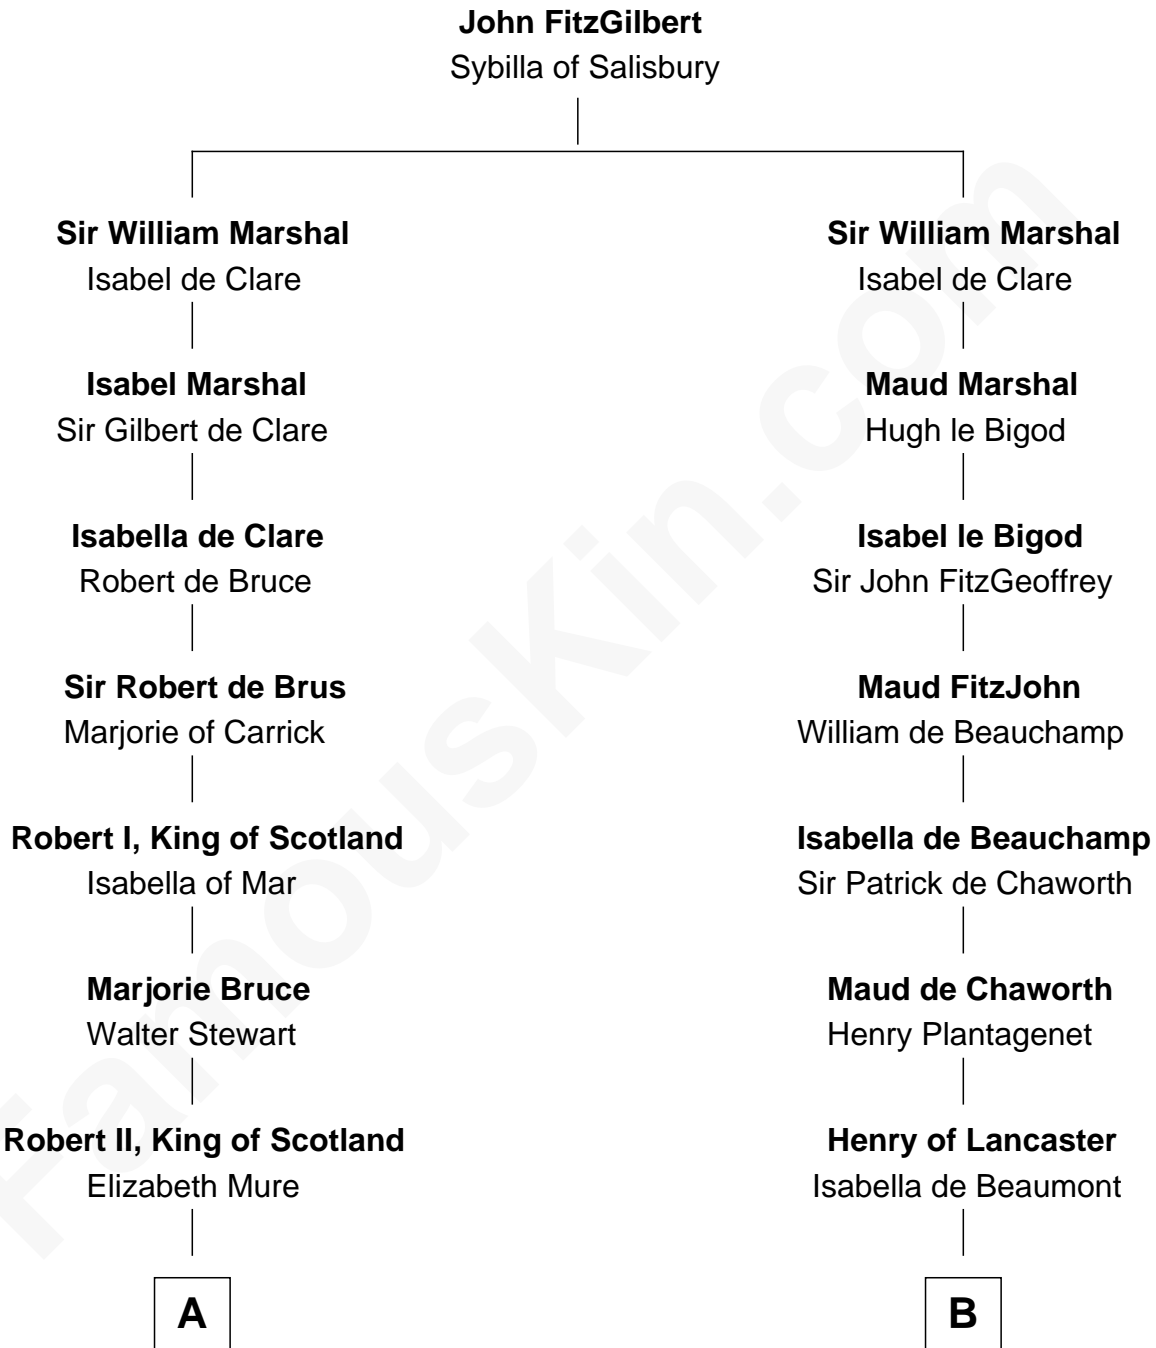 John FitzGilbert
Sybilla of Salisbury
Sir William Marshal
Isabel de Clare
Sir William Marshal
Isabel de Clare
Isabel Marshal
Sir Gilbert de Clare
Maud Marshal
Hugh le Bigod
Isabella de Clare
Robert de Bruce
Isabel le Bigod
Sir John FitzGeoffrey
Sir Robert de Brus
Marjorie of Carrick
Maud FitzJohn
William de Beauchamp
Robert I, King of Scotland
Isabella of Mar
Isabella de Beauchamp
Sir Patrick de Chaworth
Marjorie Bruce
Walter Stewart
Maud de Chaworth
Henry Plantagenet
Robert II, King of Scotland
Elizabeth Mure
Henry of Lancaster
Isabella de Beaumont
A
B
FamousKin.com